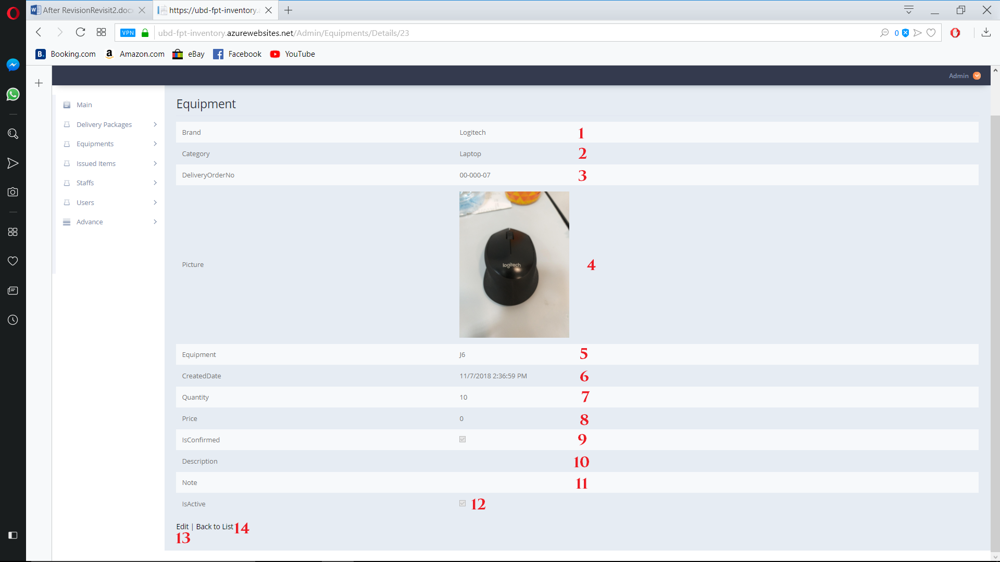 After RevisionRevisit2.docx
https://ubd-fpt-inventory.a
VPN
ubd-fpt-inventory.azurewebsites.net/Admin/Equipments/Details/23
0
B. Booking.com
a Amazon.com
eBay
Facebook
YouTube
Admin
Main
Delivery Packages
Equipments
Issued Items
Staffs
Users
Advance
Equipment
Brand Logitech 1
Category Laptop 2
DeliveryOrderNo 00-000-07 3
logitech
Picture 4
Equipment J6 5
CreatedDate 11/7/2018 2:36:59 PM 6
Quantity 10 7
Price 0 8
IsConfirmed 9
Description 10
Note 11
IsActive 12
Edit | Back to List 14
13